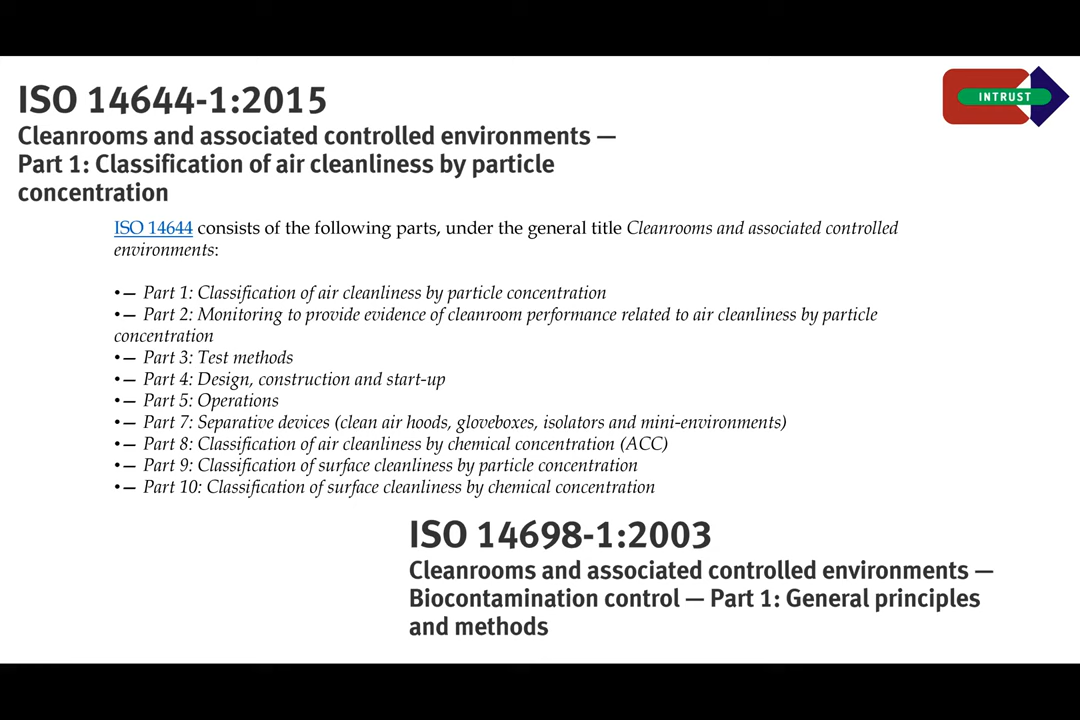 ISO 14644-1:2015
INTRUST
Cleanrooms and associated controlled environments —
Part 1: Classification of air cleanliness by particle
concentration
ISO 14644 consists of the following parts, under the general title Cleanrooms and associated controlled
environments:
•— Part 1: Classification of air cleanliness by particle concentration
•— Part 2: Monitoring to provide evidence of cleanroom performance related to air cleanliness by particle
concentration
•— Part 3: Test methods
•— Part 4: Design, construction and start-up
•— Part 5: Operations
•— Part 7: Separative devices (clean air hoods, gloveboxes, isolators and mini-environments)
•— Part 8: Classification of air cleanliness by chemical concentration (ACC)
•— Part 9: Classification of surface cleanliness by particle concentration
•— Part 10: Classification of surface cleanliness by chemical concentration
ISO 14698-1:2003
Cleanrooms and associated controlled environments —
Biocontamination control — Part 1: General principles
and methods